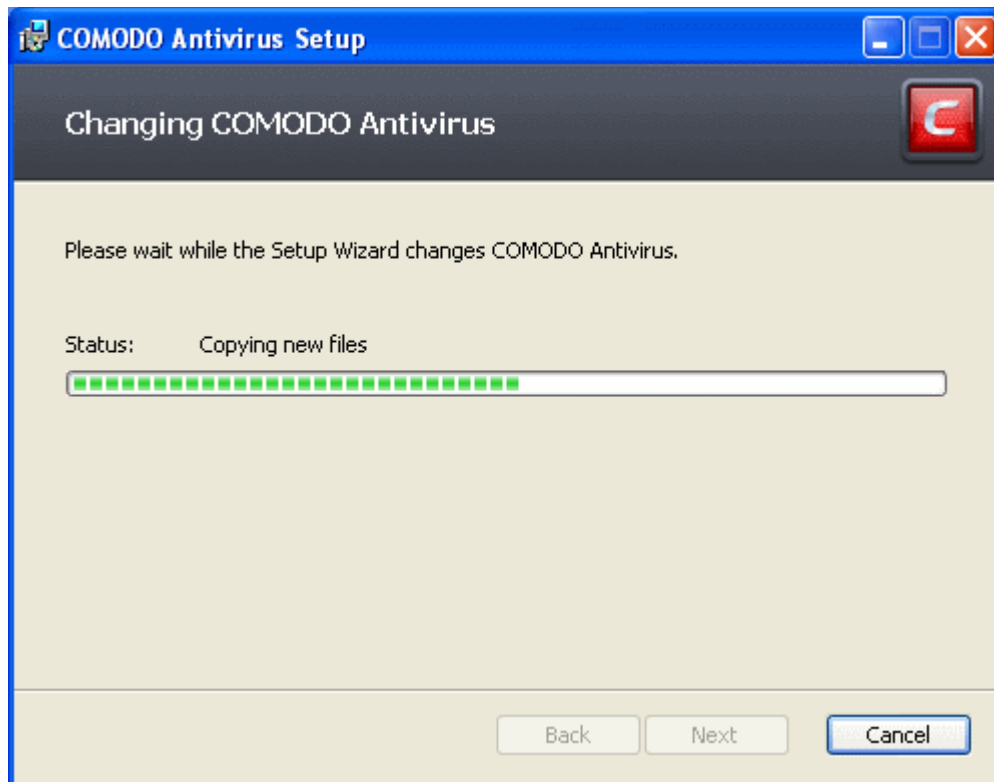 COMODO Antivirus Setup
Changing COMODO Antivirus
C
Please wait while the Setup Wizard changes COMODO Antivirus.
Status: Copying new files
Back Next Cancel